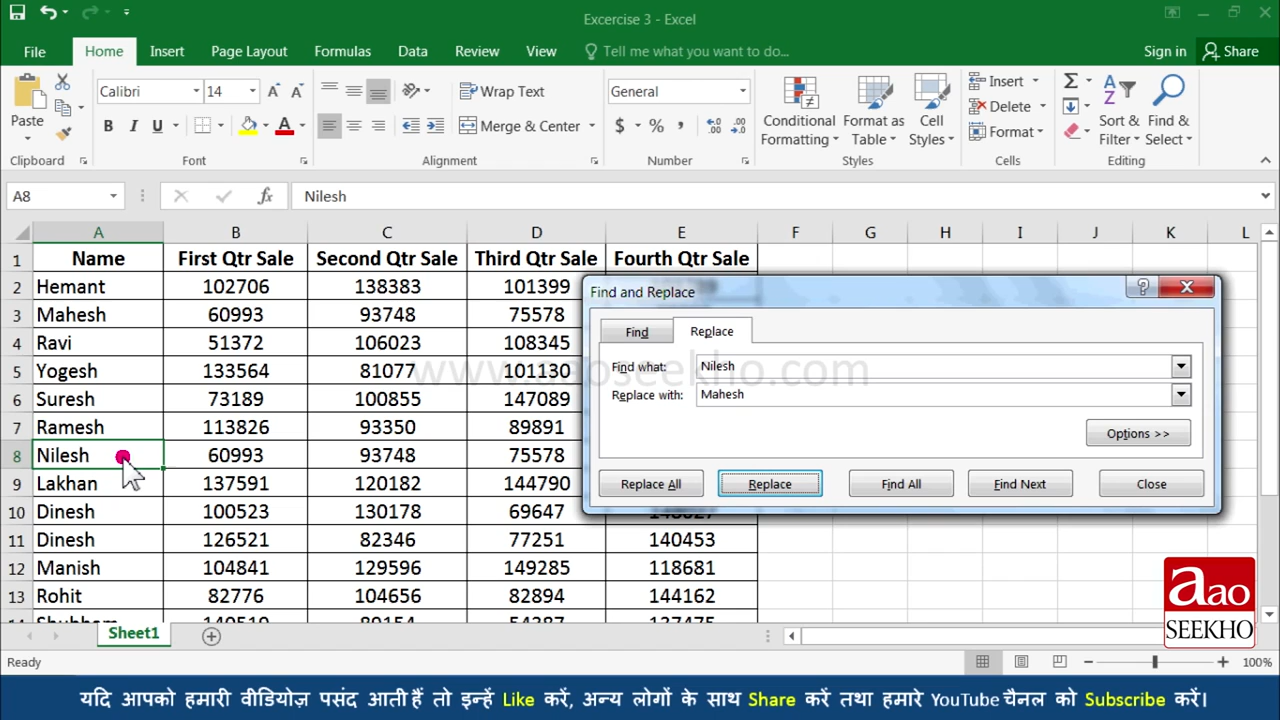 Excercise 3 - Excel
File Home Insert Page Layout Formulas Data Review View Tell me what you want to do... Sign in Share
Calibri 14 Wrap Text General Insert
Paste B I U Merge & Center $ % , Conditional Formatting Format as Table Cell Styles Delete Format Sort & Filter Find & Select
Clipboard Font Alignment Number Styles Cells Editing
A8 fx Nilesh
A B C D E F G H I J K L
1 Name First Qtr Sale Second Qtr Sale Third Qtr Sale Fourth Qtr Sale
2 Hemant 102706 138383 101399
3 Mahesh 60993 93748 75578
4 Ravi 51372 106023 108345
5 Yogesh 133564 81077 101130
6 Suresh 73189 100855 147089
7 Ramesh 113826 93350 89891
8 Nilesh 60993 93748 75578
9 Lakhan 137591 120182 144790
10 Dinesh 100523 130178 69647
11 Dinesh 126521 82346 77251 140453
12 Manish 104841 129596 149285 118681
13 Rohit 82776 104656 82894 144162
Find and Replace
Find Replace
Find what: Nilesh
Replace with: Mahesh
Options >>
Replace All Replace Find All Find Next Close
www.aaoseekho.com
aao
SEEKHO
Sheet1
Ready 100%
यदि आपको हमारी वीडियोज़ पसंद आती हैं तो इन्हें Like करें, अन्य लोगों के साथ Share करें तथा हमारे YouTube चैनल को Subscribe करें।